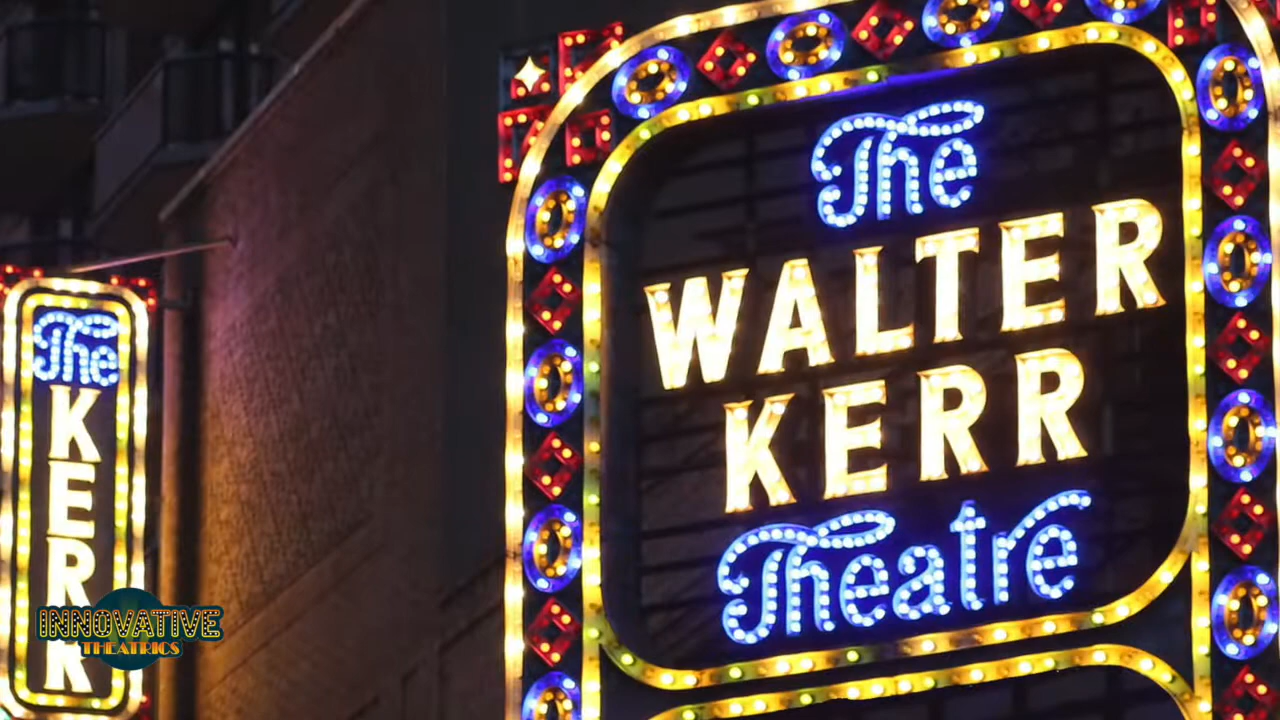 The
WALTER
KERR
Theatre
The
KERR
INNOVATIVE
THEATRICS